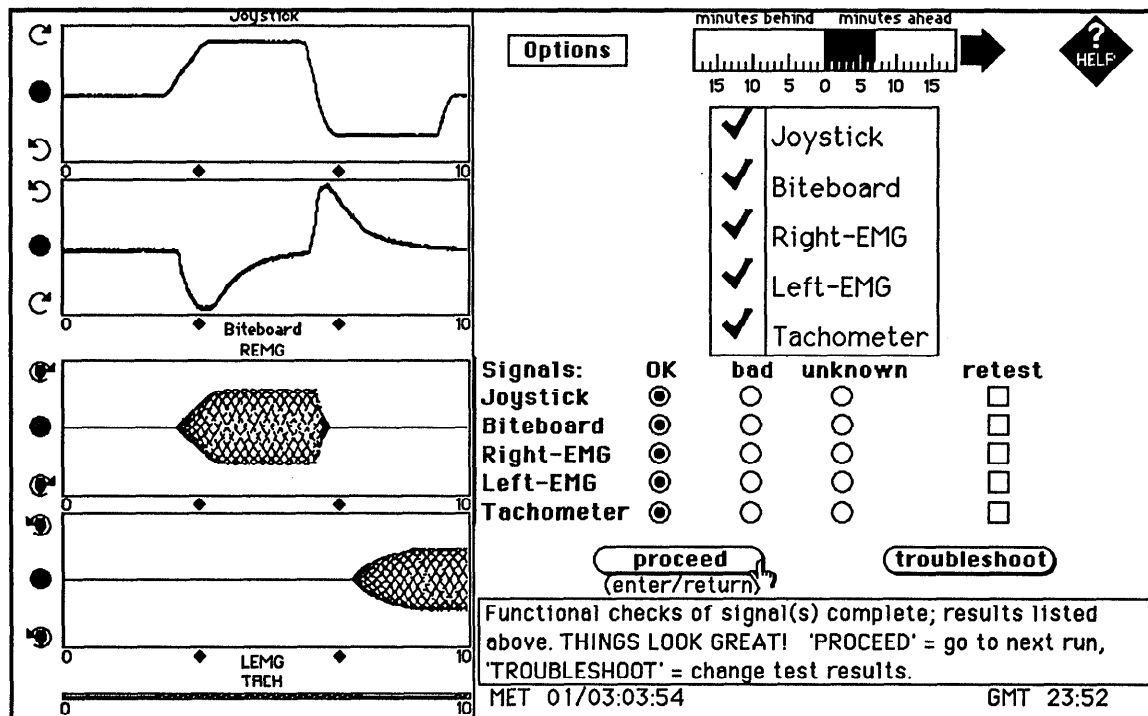 Joystick
0 10
0 10
Biteboard
REMG
0 10
0 10
LEMG
TACH
0 10
Options
minutes behind minutes ahead
15 10 5 0 5 10 15
?
HELP
Joystick
Biteboard
Right-EMG
Left-EMG
Tachometer
Signals: OK bad unknown retest
Joystick
Biteboard
Right-EMG
Left-EMG
Tachometer
proceed
(enter/return)
troubleshoot
Functional checks of signal(s) complete; results listed
above. THINGS LOOK GREAT! 'PROCEED' = go to next run,
'TROUBLESHOOT' = change test results.
MET 01/03:03:54 GMT 23:52